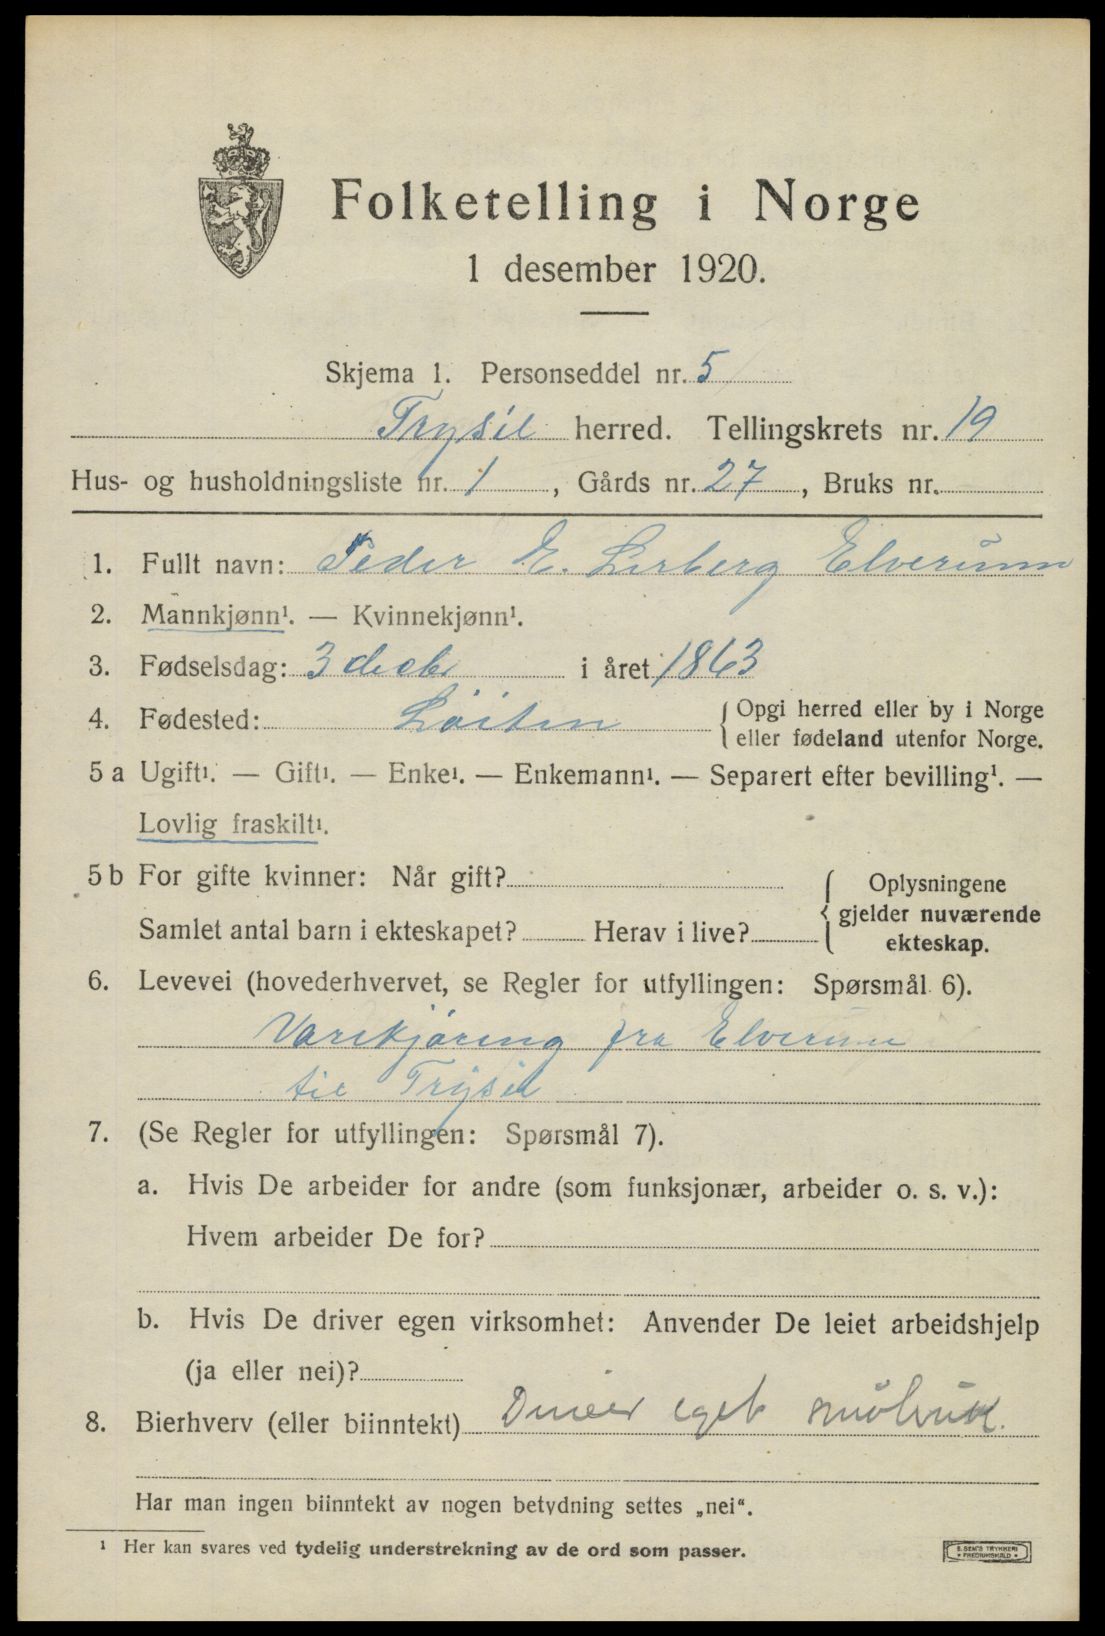 Folketelling i Norge
1 desember 1920.
Skjema 1. Personseddel nr. 5
Trysil herred. Tellingskrets nr. 19
Hus- og husholdningsliste nr. 1, Gårds nr. 27, Bruks nr.
1. Fullt navn: Peder E. Lerberg Elverum
2. Mannkjønn¹. — Kvinnekjønn¹.
3. Fødselsdag: 3 decbr i året 1863
4. Fødested: Löiten { Opgi herred eller by i Norge
eller fødeland utenfor Norge.
5 a Ugift¹. — Gift¹. — Enke¹. — Enkemann¹. — Separert efter bevilling¹. —
Lovlig fraskilt¹.
5 b For gifte kvinner: Når gift? { Oplysningene
gjelder nuværende
Samlet antal barn i ekteskapet? Herav i live? ekteskap.
6. Levevei (hovederhvervet, se Regler for utfyllingen: Spørsmål 6).
Varekjøring fra Elverum
til Trysil
7. (Se Regler for utfyllingen: Spørsmål 7).
a. Hvis De arbeider for andre (som funksjonær, arbeider o. s. v.):
Hvem arbeider De for?
b. Hvis De driver egen virksomhet: Anvender De leiet arbeidshjelp
(ja eller nei)?
8. Bierhverv (eller biinntekt) eget småbruk.
Har man ingen biinntekt av nogen betydning settes „nei“.
¹ Her kan svares ved tydelig understrekning av de ord som passer.
E. SEM'S TRYKKERI
FREDRIKSHALD